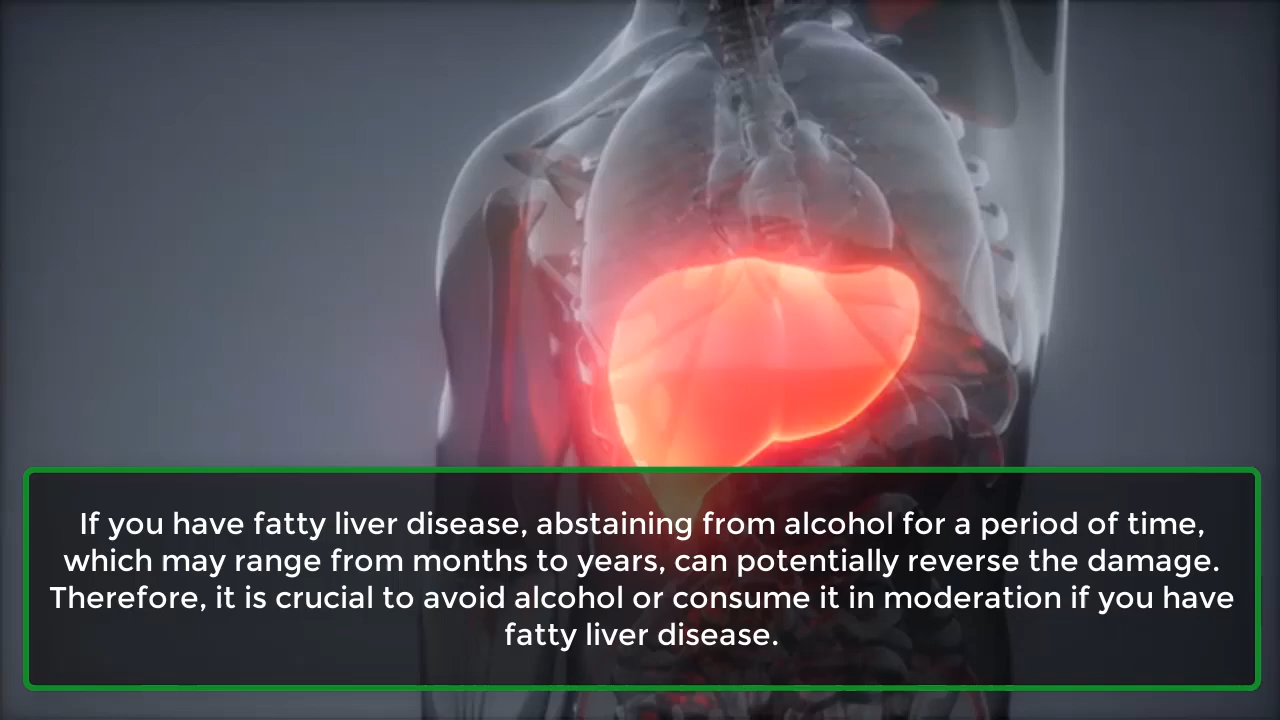 If you have fatty liver disease, abstaining from alcohol for a period of time,
which may range from months to years, can potentially reverse the damage.
Therefore, it is crucial to avoid alcohol or consume it in moderation if you have
fatty liver disease.